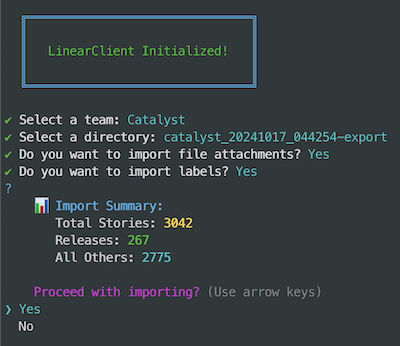 LinearClient Initialized!
✔ Select a team: Catalyst
✔ Select a directory: catalyst_20241017_044254-export
✔ Do you want to import file attachments? Yes
✔ Do you want to import labels? Yes
?
📊 Import Summary:
Total Stories: 3042
Releases: 267
All Others: 2775
Proceed with importing? (Use arrow keys)
❯ Yes
No